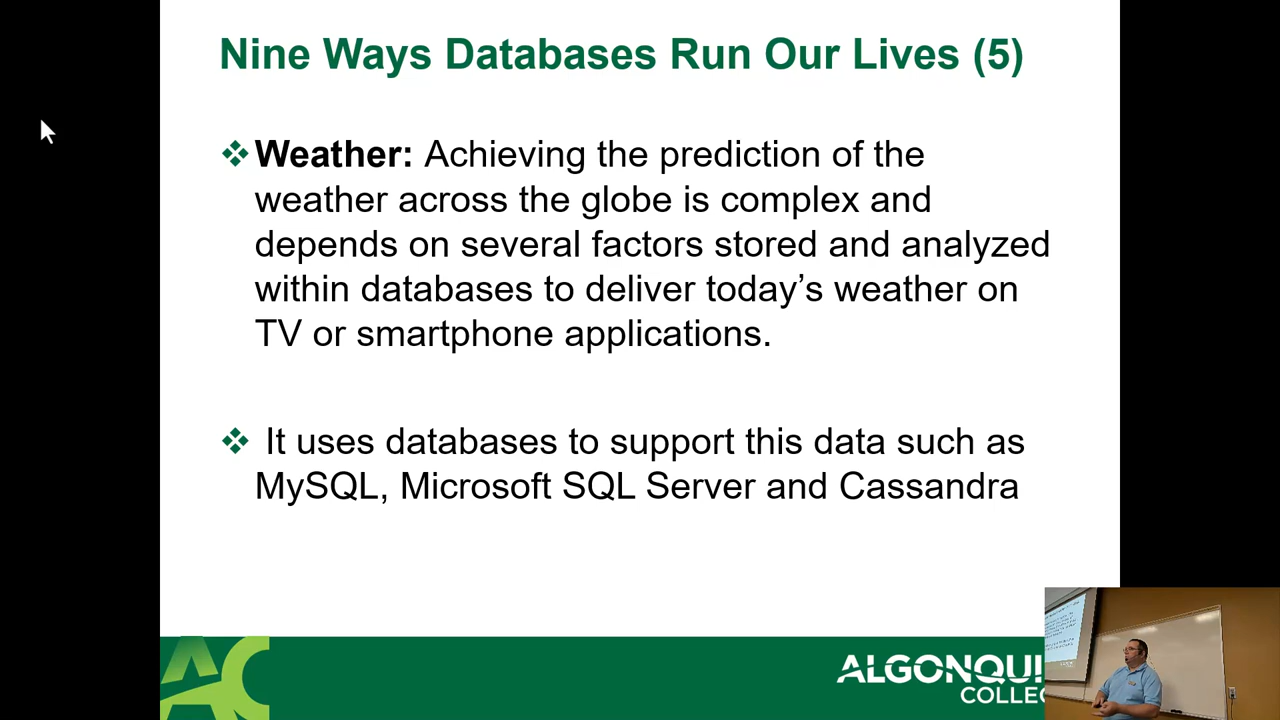 Nine Ways Databases Run Our Lives (5)
Weather: Achieving the prediction of the
weather across the globe is complex and
depends on several factors stored and analyzed
within databases to deliver today’s weather on
TV or smartphone applications.
It uses databases to support this data such as
MySQL, Microsoft SQL Server and Cassandra
AC
ALGONQUI
COLLEG